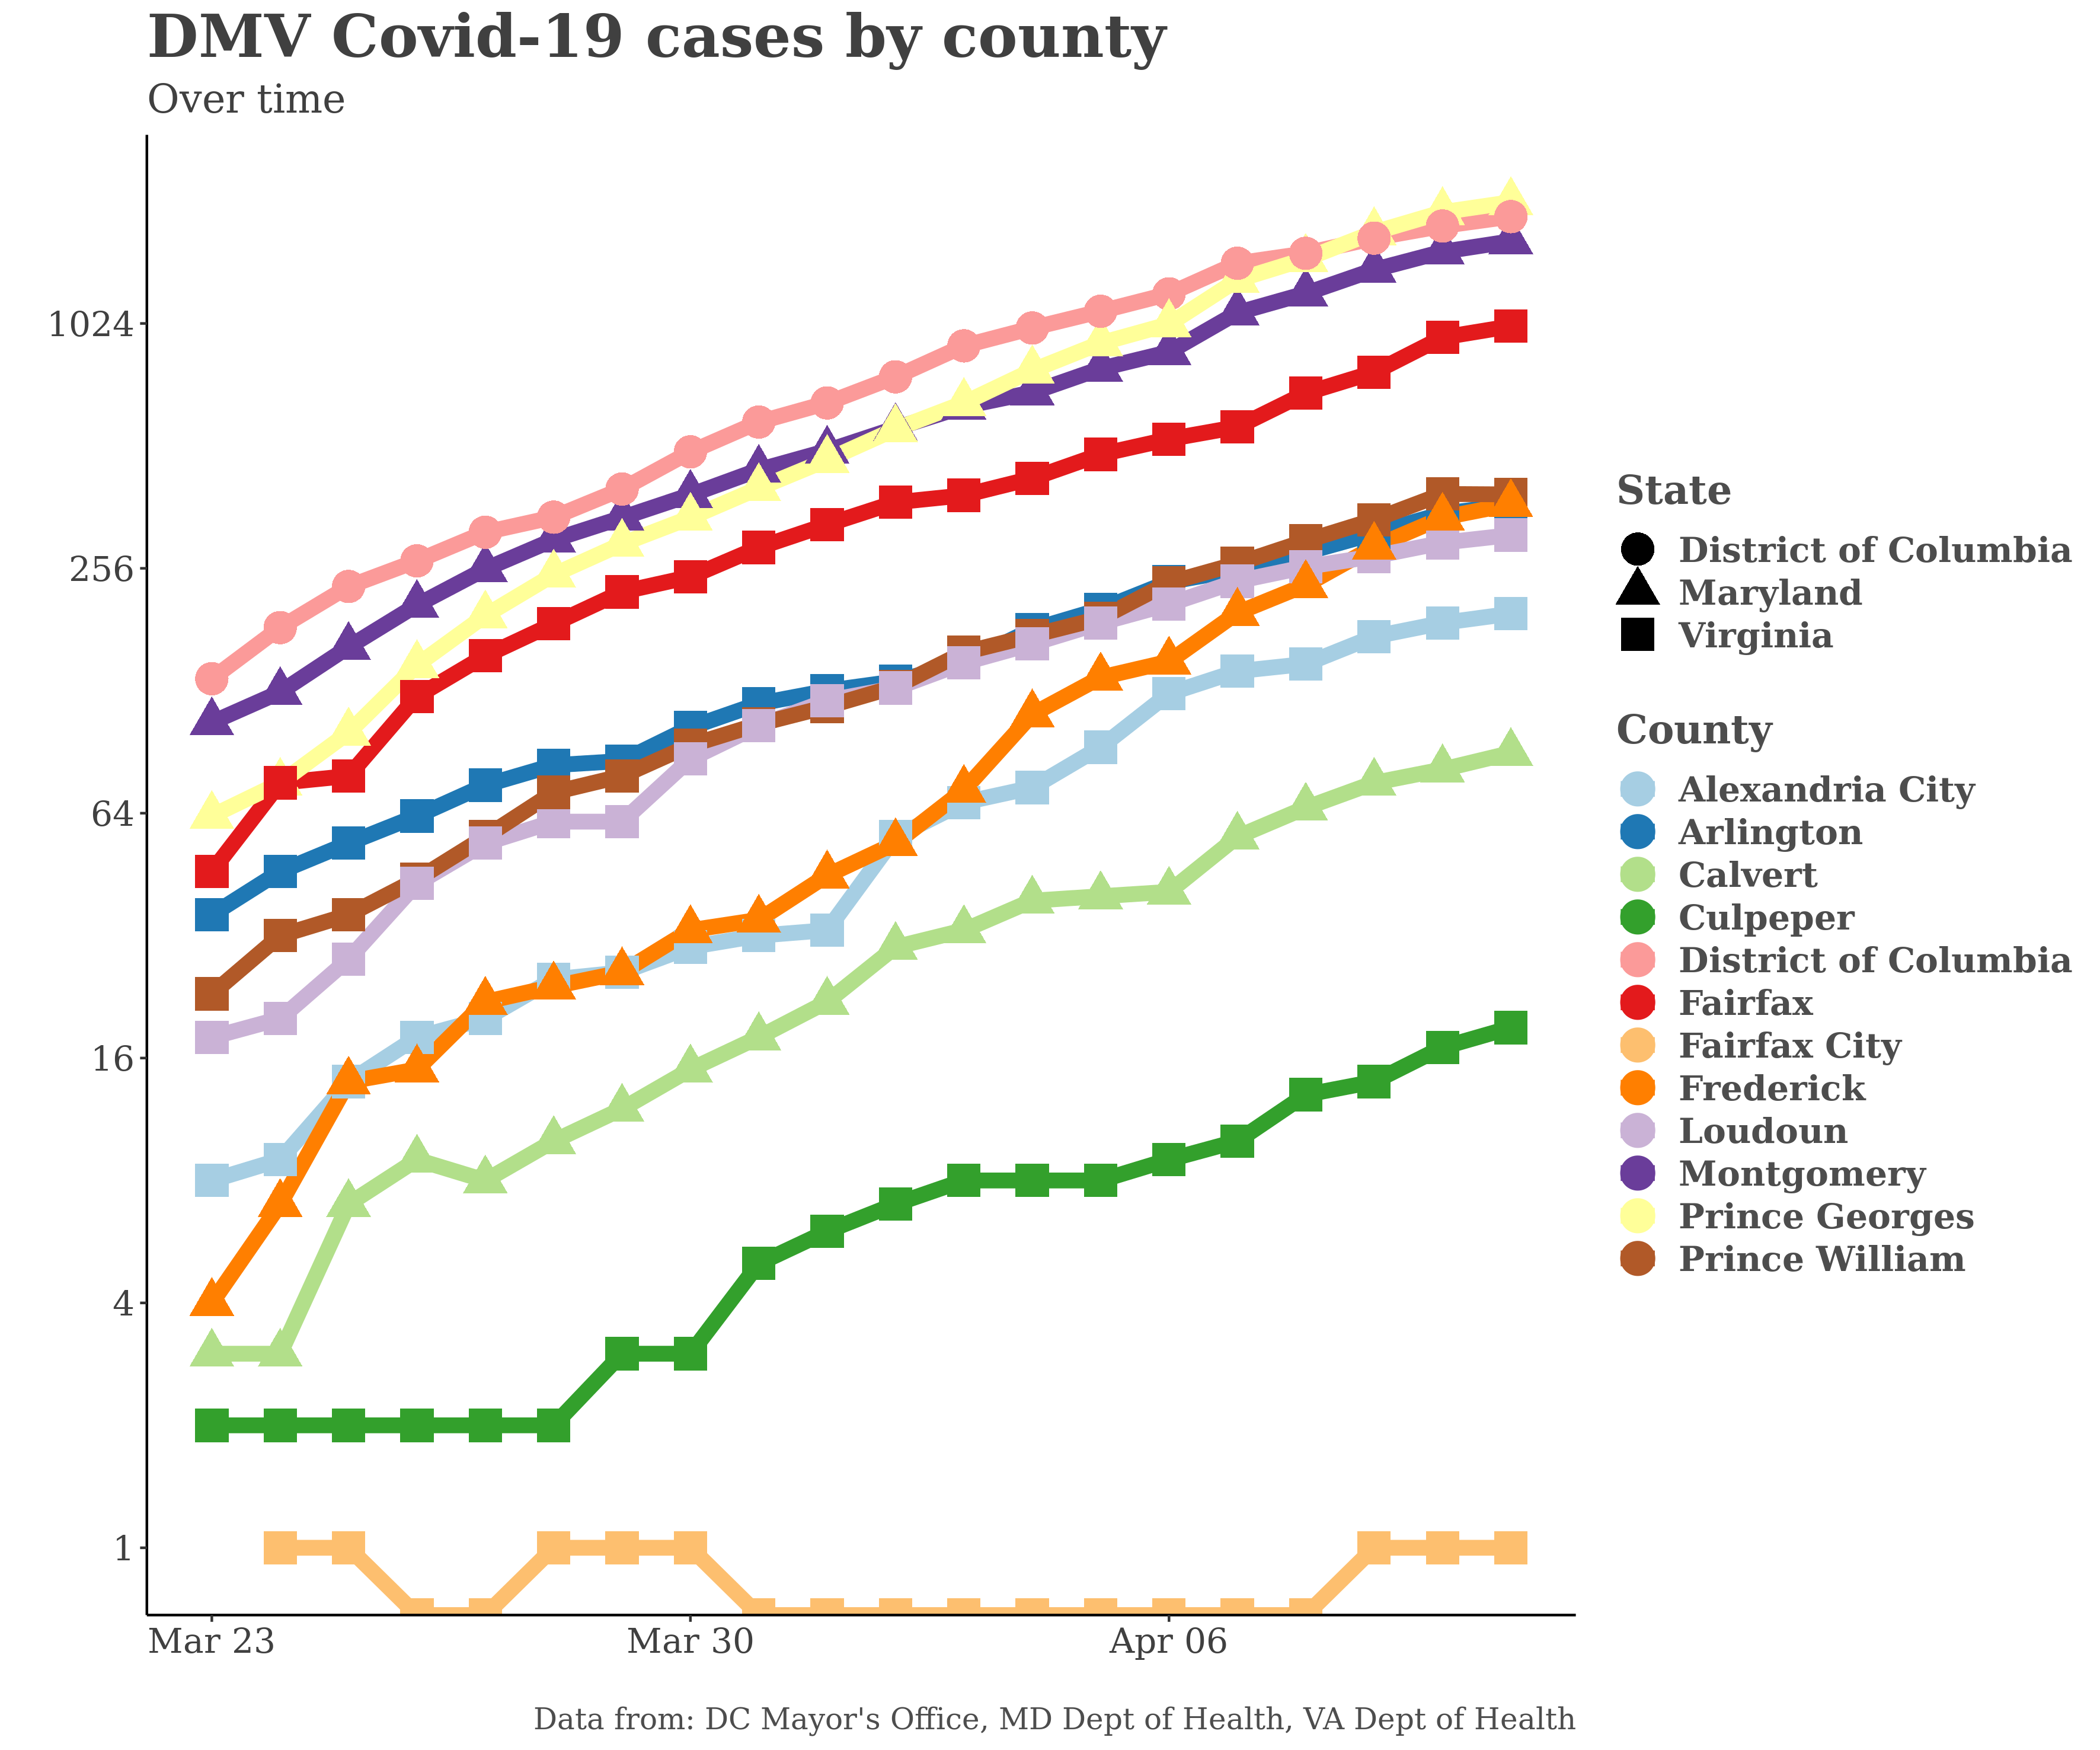 DMV Covid-19 cases by county
Over time
1024
256
64
16
4
1
Mar 23
Mar 30
Apr 06
State
District of Columbia
Maryland
Virginia
County
Alexandria City
Arlington
Calvert
Culpeper
District of Columbia
Fairfax
Fairfax City
Frederick
Loudoun
Montgomery
Prince Georges
Prince William
Data from: DC Mayor's Office, MD Dept of Health, VA Dept of Health